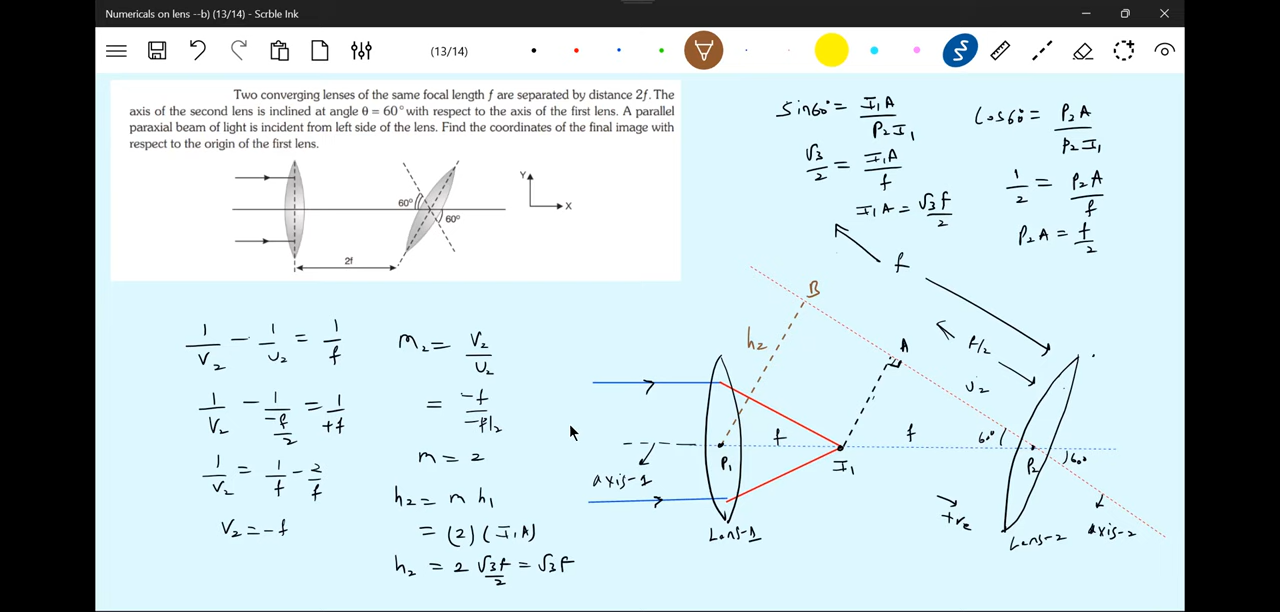 Numericals on lens --b) (13/14) - Scrble Ink
(13/14)
Two converging lenses of the same focal length f are separated by distance 2f. The
axis of the second lens is inclined at angle θ = 60° with respect to the axis of the first lens. A parallel
paraxial beam of light is incident from left side of the lens. Find the coordinates of the final image with
respect to the origin of the first lens.
60°
60°
2f
Y
X
sin60° = I₁A / P₂I₁
√3/2 = I₁A / f
I₁A = √3f/2
cos60° = P₂A / P₂I₁
1/2 = P₂A / f
P₂A = f/2
1/V₂ - 1/U₂ = 1/f
1/V₂ - 1/(-f/2) = 1/+f
1/V₂ = 1/f - 2/f
V₂ = -f
m₂ = V₂/U₂
= -f / -f/2
m = 2
h₂ = m h₁
= (2) (I₁A)
h₂ = 2 √3f/2 = √3f
f
B
h₂
f/2
A
U₂
60°
P₁
f
I₁
f
P₂
60°
axis-1
Lens-1
+ve
Lens-2
axis-2